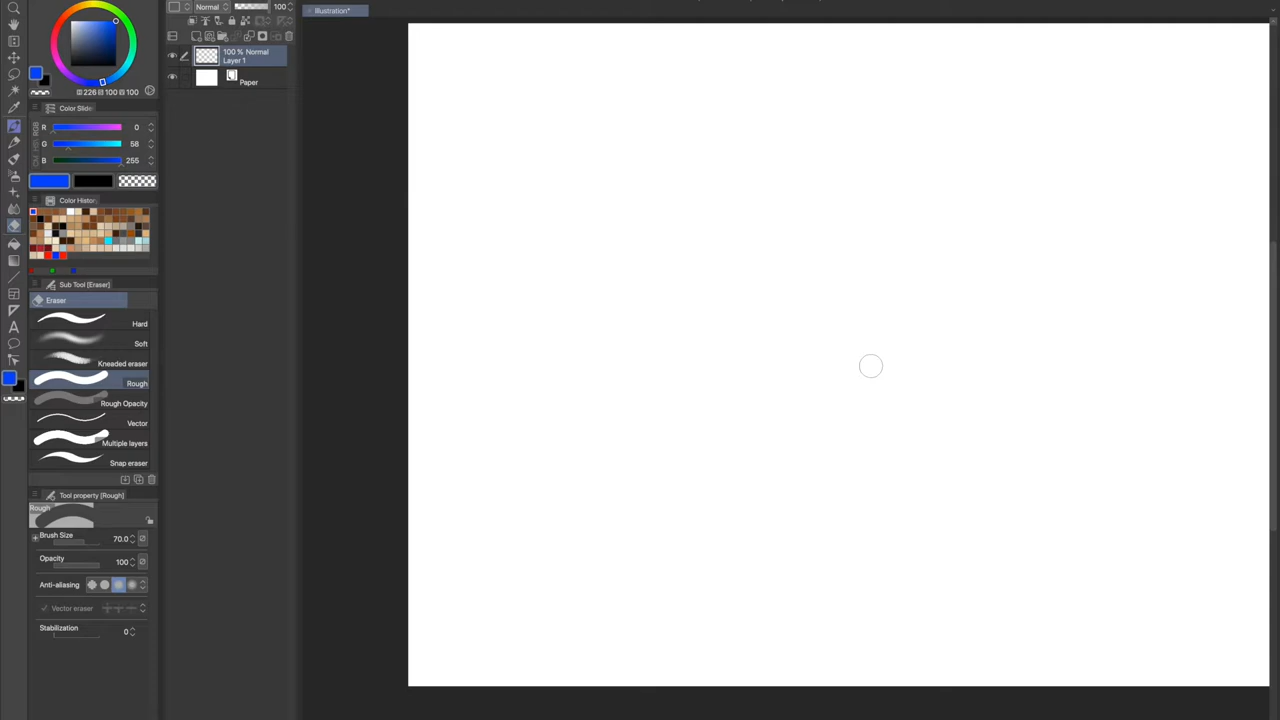 Normal 100
Illustration*
100 % Normal
Layer 1
Paper
226 100 100
Color Slide
RGB
R 0
G 58
B 255
Color History
Sub Tool [Eraser]
Eraser
Hard
Soft
Kneaded eraser
Rough
Rough Opacity
Vector
Multiple layers
Snap eraser
Tool property [Rough]
Rough
Brush Size 70.0
Opacity 100
Anti-aliasing
Vector eraser
Stabilization 0